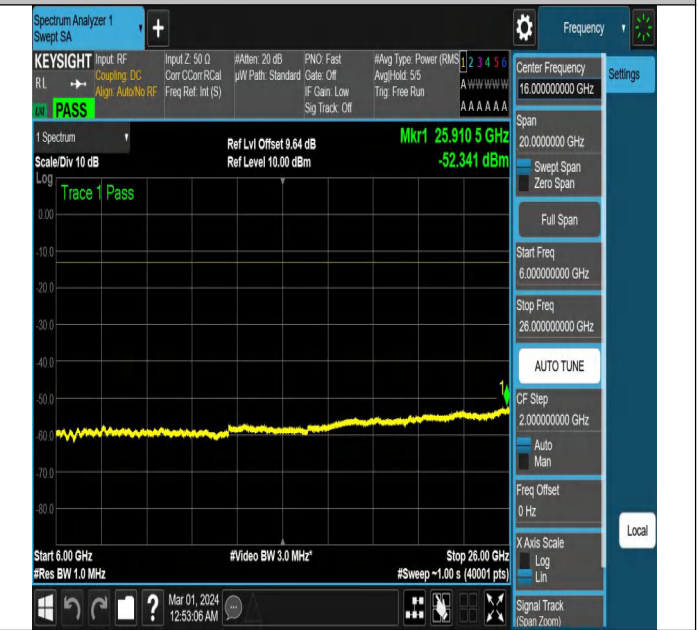 Spectrum Analyzer 1
Swept SA
+
Frequency
KEYSIGHT
RL
PASS
Input: RF
Coupling: DC
Align: Auto/No RF
Input Z: 50 Ω
Corr CCorr RCal
Freq Ref: Int (S)
#Atten: 20 dB
µW Path: Standard
PNO: Fast
Gate: Off
IF Gain: Low
Sig Track: Off
#Avg Type: Power (RMS
Avg|Hold: 5/5
Trig: Free Run
1 2 3 4 5 6
A W W W W W
A A A A A A
1 Spectrum
Scale/Div 10 dB
Ref Lvl Offset 9.64 dB
Ref Level 10.00 dBm
Mkr1 25.910 5 GHz
-52.341 dBm
Log
Trace 1 Pass
0.00
-10.0
-20.0
-30.0
-40.0
-50.0
-60.0
-70.0
-80.0
1
Start 6.00 GHz
#Res BW 1.0 MHz
#Video BW 3.0 MHz*
Stop 26.00 GHz
#Sweep ~1.00 s (40001 pts)
Center Frequency
16.000000000 GHz
Settings
Span
20.0000000 GHz
Swept Span
Zero Span
Full Span
Start Freq
6.000000000 GHz
Stop Freq
26.000000000 GHz
AUTO TUNE
CF Step
2.000000000 GHz
Auto
Man
Freq Offset
0 Hz
X Axis Scale
Log
Lin
Local
Signal Track
(Span Zoom)
?
Mar 01, 2024
12:53:06 AM